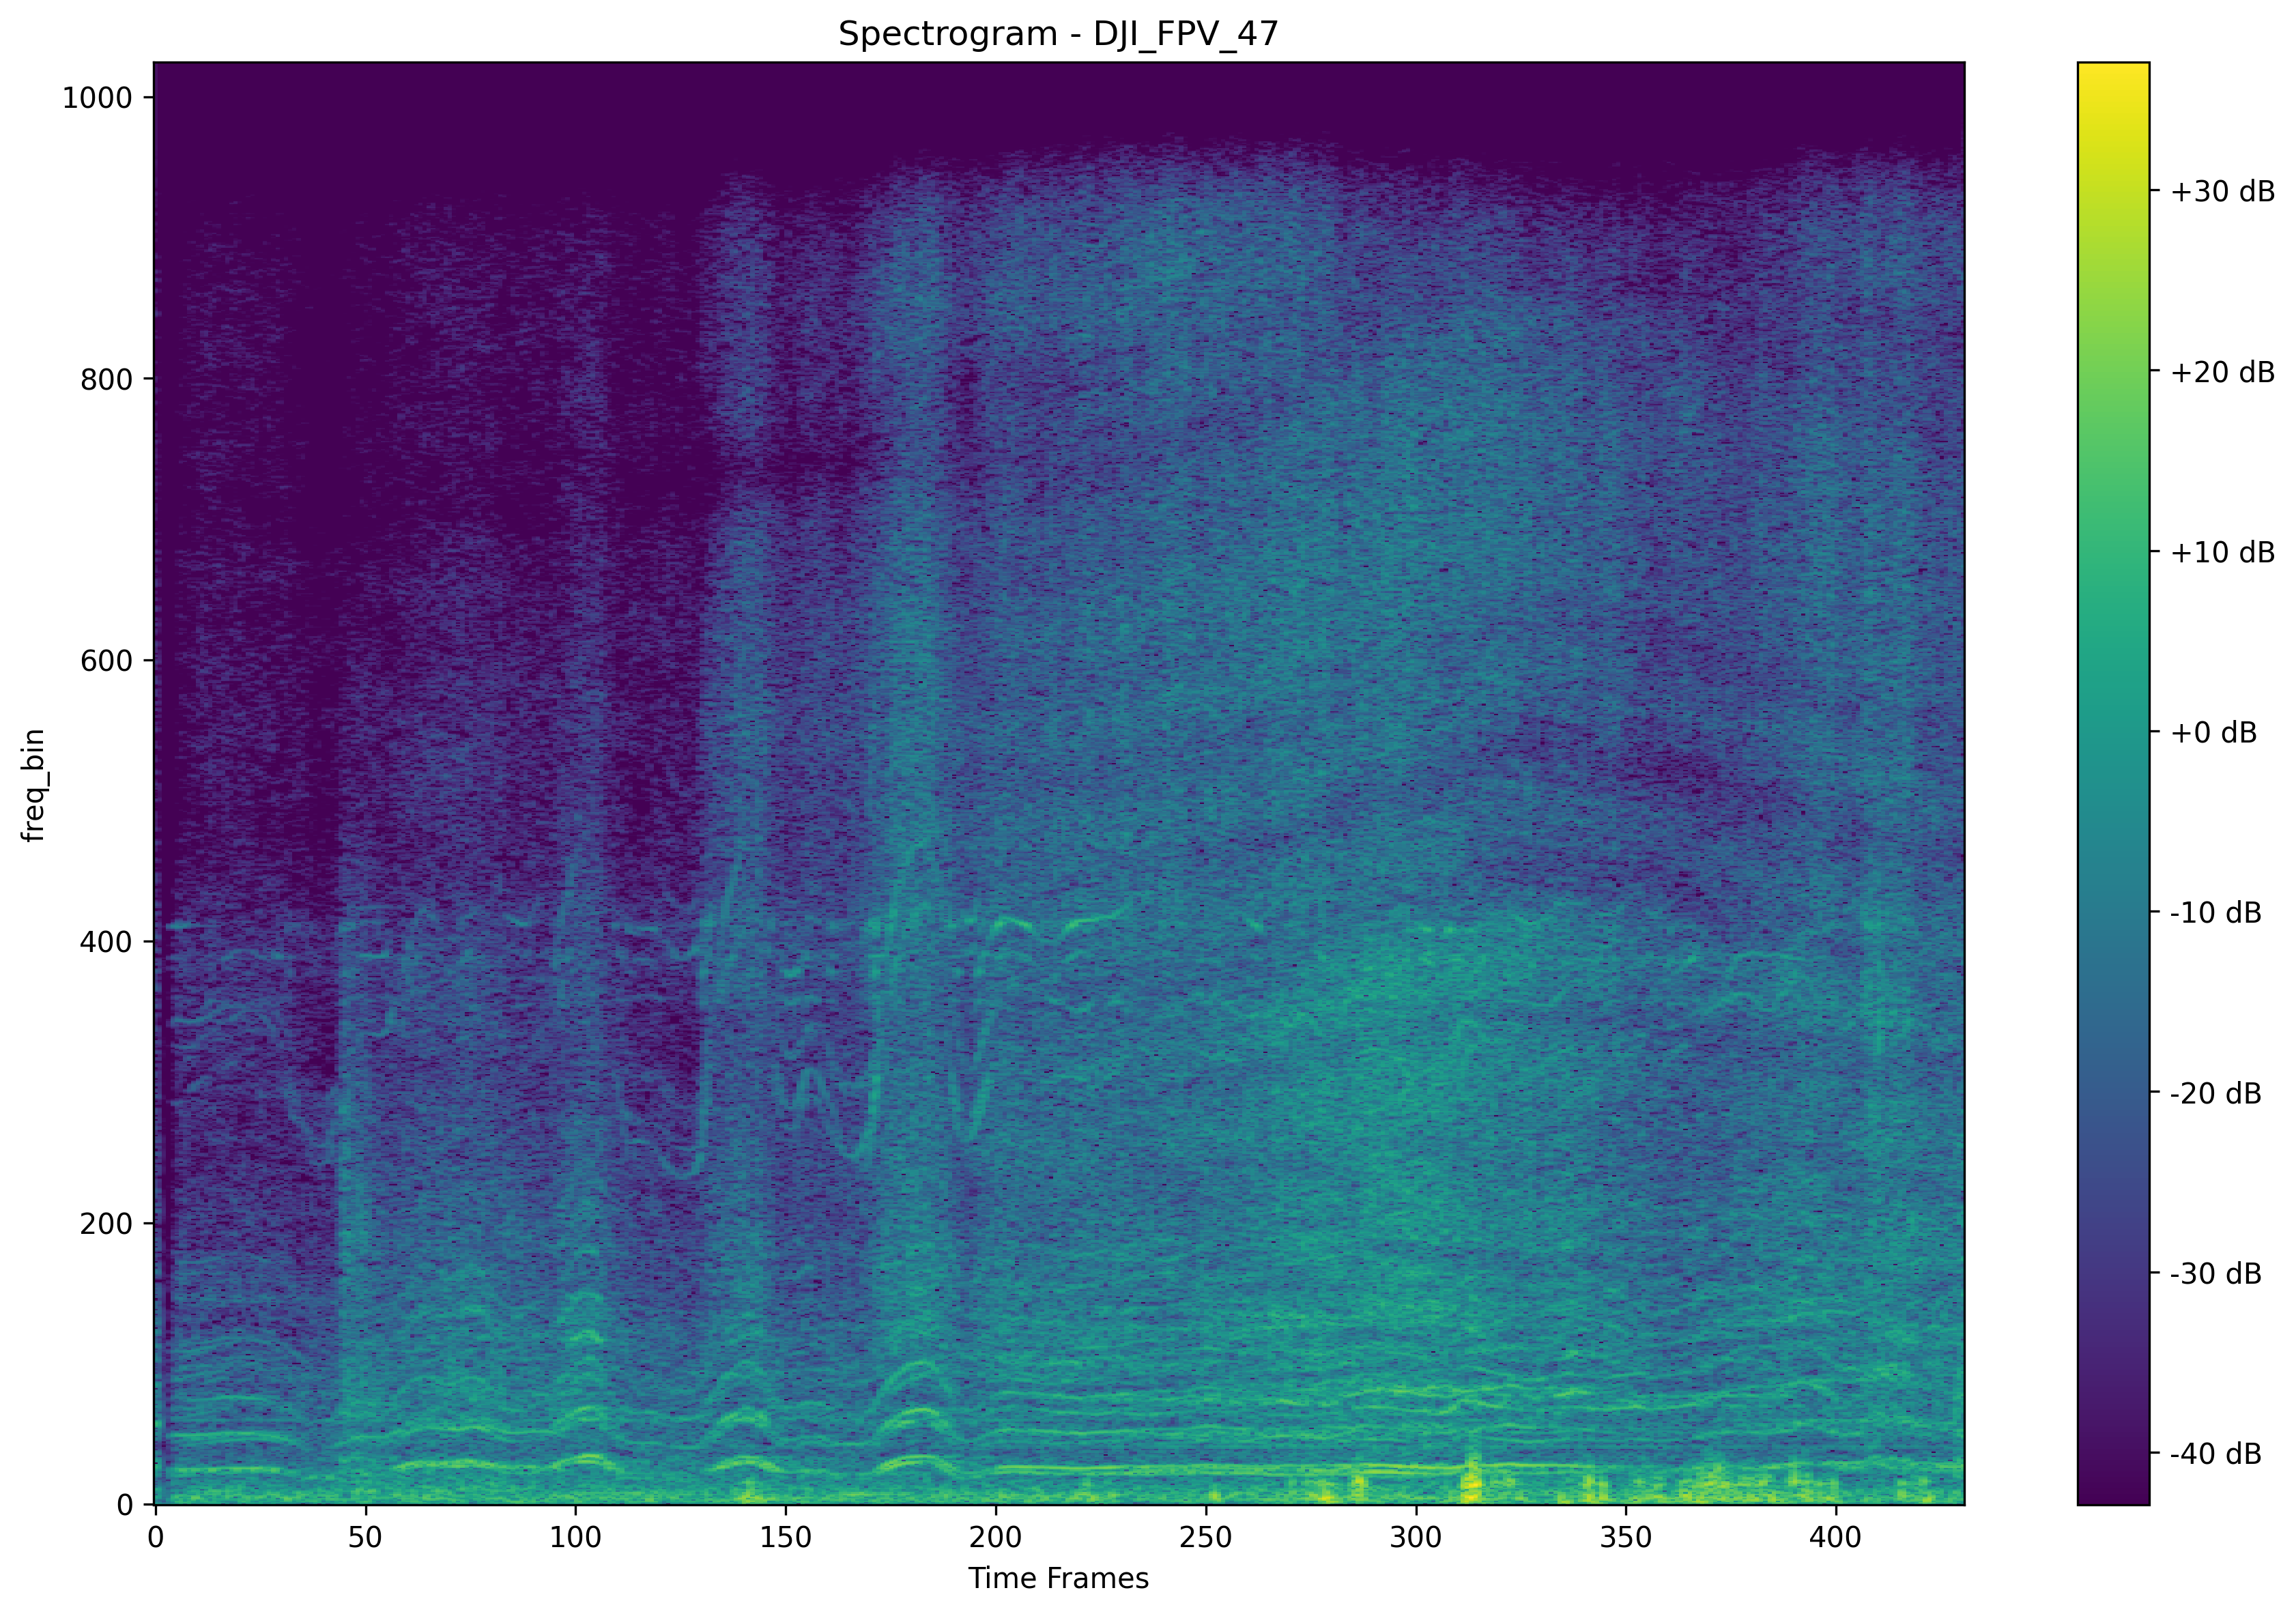 Spectrogram - DJI_FPV_47
1000
800
600
400
200
0
freq_bin
0 50 100 150 200 250 300 350 400
Time Frames
+30 dB
+20 dB
+10 dB
+0 dB
-10 dB
-20 dB
-30 dB
-40 dB